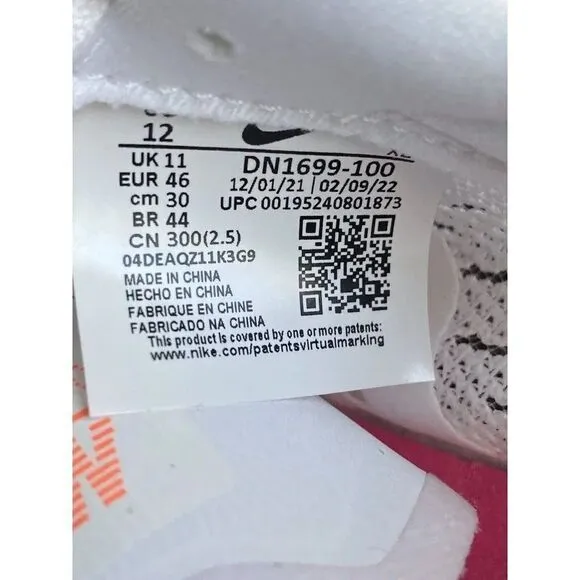 12
UK 11
EUR 46
cm 30
BR 44
CN 300(2.5)
04DEAQZ11K3G9
MADE IN CHINA
HECHO EN CHINA
FABRIQUE EN CHINE
FABRICADO NA CHINA
DN1699-100
12/01/21 | 02/09/22
UPC 00195240801873
This product is covered by one or more patents:
www.nike.com/patentsvirtualmarking